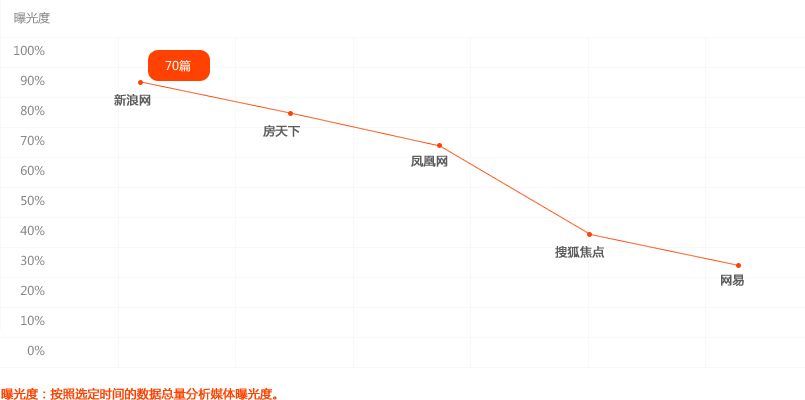 曝光度
100%
70篇
90%
新浪网
80%
房天下
70%
凤凰网
60%
50%
40%
搜狐焦点
30%
网易
20%
10%
0%
曝光度：按照选定时间的数据总量分析媒体曝光度。